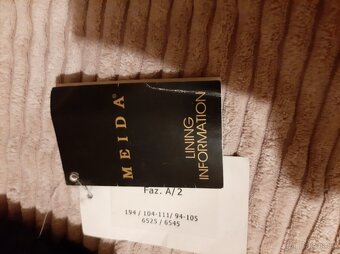 MEIDA®
LINING
INFORMATION
Faz. A/2
194 / 104-111/ 94-105
6525 / 6545